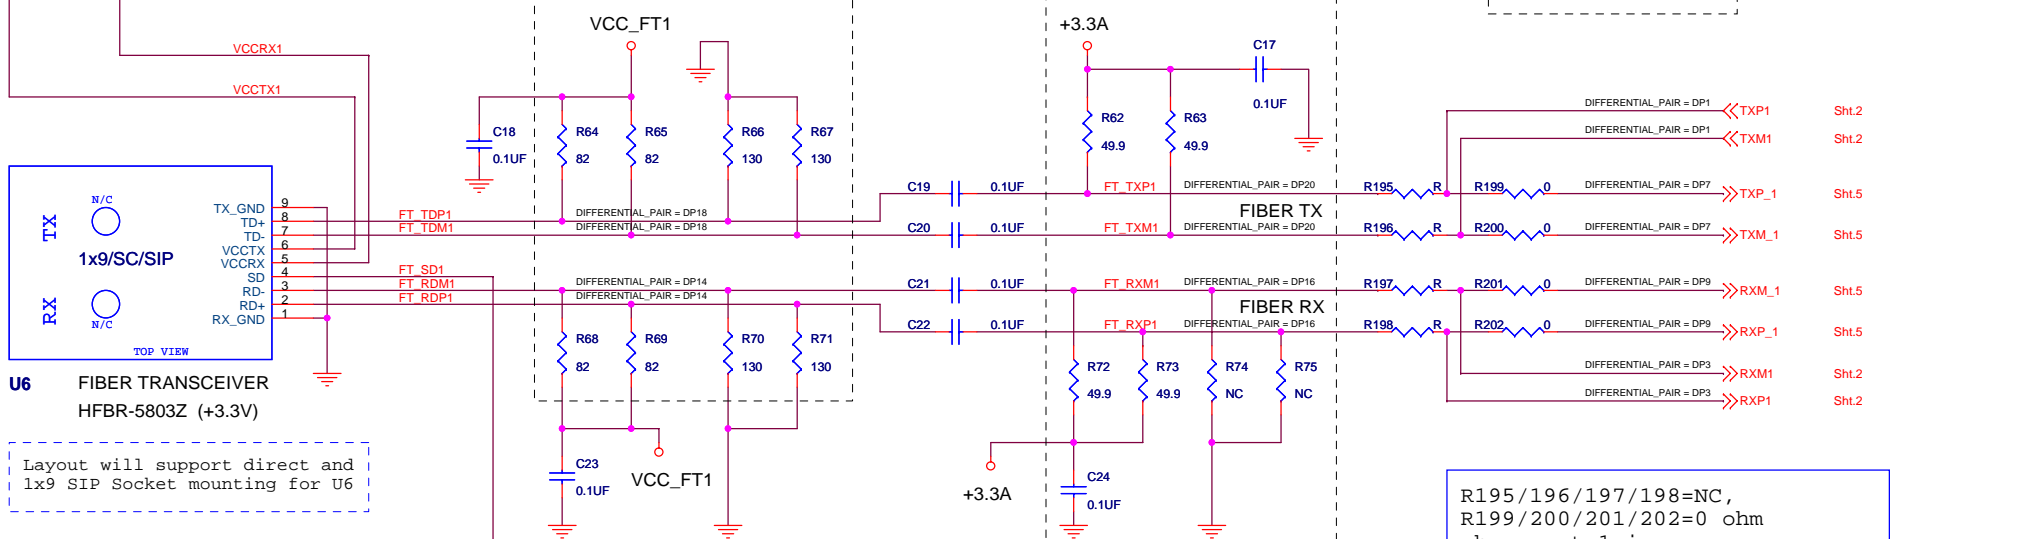 VCCRX1
VCCTX1
VCC_FT1
+3.3A
C17
0.1UF
C18
0.1UF
R64
82
R65
82
R66
130
R67
130
R62
49.9
R63
49.9
DIFFERENTIAL_PAIR = DP1
TXP1
Sht.2
DIFFERENTIAL_PAIR = DP1
TXM1
Sht.2
TX
N/C
1x9/SC/SIP
RX
N/C
TOP VIEW
TX_GND 9
TD+ 8
TD- 7
VCCTX 6
VCCRX 5
SD 4
RD- 3
RD+ 2
RX_GND 1
FT_TDP1
DIFFERENTIAL_PAIR = DP18
FT_TDM1
DIFFERENTIAL_PAIR = DP18
FT_SD1
FT_RDM1
DIFFERENTIAL_PAIR = DP14
FT_RDP1
DIFFERENTIAL_PAIR = DP14
C19 0.1UF
FT_TXP1
DIFFERENTIAL_PAIR = DP20
R195 R
R199 0
DIFFERENTIAL_PAIR = DP7
TXP_1
Sht.5
FIBER TX
C20 0.1UF
FT_TXM1
DIFFERENTIAL_PAIR = DP20
R196 R
R200 0
DIFFERENTIAL_PAIR = DP7
TXM_1
Sht.5
C21 0.1UF
FT_RXM1
DIFFERENTIAL_PAIR = DP16
R197 R
R201 0
DIFFERENTIAL_PAIR = DP9
RXM_1
Sht.5
FIBER RX
C22 0.1UF
FT_RXP1
DIFFERENTIAL_PAIR = DP16
R198 R
R202 0
DIFFERENTIAL_PAIR = DP9
RXP_1
Sht.5
R68
82
R69
82
R70
130
R71
130
R72
49.9
R73
49.9
R74
NC
R75
NC
DIFFERENTIAL_PAIR = DP3
RXM1
Sht.2
DIFFERENTIAL_PAIR = DP3
RXP1
Sht.2
U6
FIBER TRANSCEIVER
HFBR-5803Z (+3.3V)
Layout will support direct and
1x9 SIP Socket mounting for U6
C23
0.1UF
VCC_FT1
+3.3A
C24
0.1UF
R195/196/197/198=NC,
R199/200/201/202=0 ohm